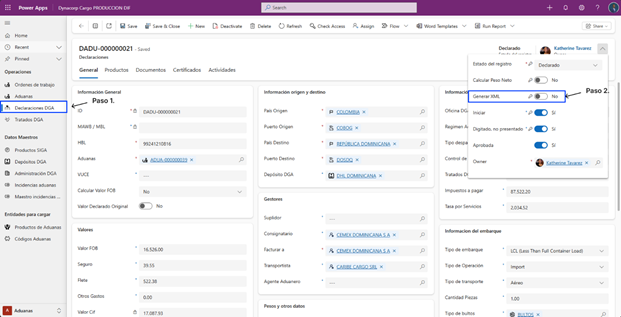 Power Apps
Dynacorp Cargo PRODUCCION DIF
Search
Save
Save & Close
New
Deactivate
Delete
Refresh
Check Access
Assign
Flow
Word Templates
Run Report
Share
Home
Recent
Pinned
Operaciones
Ordenes de trabajo
Aduanas
Declaraciones DGA
Tratados DGA
Datos Maestros
Productos SIGA
Depósitos DGA
Administración DGA
Incidencias aduanas
Maestro incidencias ...
Entidades para cargar
Productos de Aduanas
Códigos Aduanas
A Aduanas
Paso 1.
DADU-000000021 - Saved
Declaraciones
General Productos Documentos Certificados Actividades
Declarado
Katherine Tavarez
Estado del registro
Declarado
Calcular Peso Neto
No
Generar XML
No
Paso 2.
Iniciar
Si
Digitado, no presentado
Si
Aprobada
Si
Owner
Katherine Tavarez
Información General
ID
DADU-000000021
MAWB / MBL
---
HBL
99241210816
Aduanas
ADUA-000000039
VUCE
---
Calcular Valor FOB
No
Valor Declarado Original
No
Valores
Valor FOB
16,526.00
Seguro
39.55
Flete
522.38
Otros Gastos
0.00
Valor Cif
17,087.93
Información origen y destino
País Origen
COLOMBIA
Puerto Origen
COBOG
País Destino
REPÚBLICA DOMINICANA
Puerto Destino
DOSDQ
Depósito DGA
DHL DOMINICANA
Gestores
Suplidor
---
Consignatario
CEMEX DOMINICANA S A
Facturar a
CEMEX DOMINICANA S A
Transportista
CARIBE CARGO SRL
Agente Aduanero
---
Pesos y otros datos
Oficina DG
Régimen A
Tipo despa
Control de
Tratados D
Impuestos a pagar
87,522.20
Tasa por Servicios
2,034.52
Informacion del embarque
Tipo de embarque
LCL (Less Than Full Container Load)
Tipo de Operación
Import
Tipo de transporte
Aéreo
Cantidad Piezas
1.00
Tipo de bultos
BULTOS